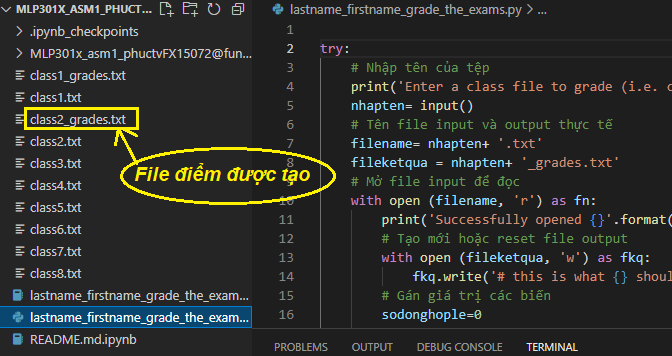 MLP301X_ASM1_PHUCT...
.ipynb_checkpoints
MLP301x_asm1_phuctvFX15072@fun...
class1_grades.txt
class1.txt
class2_grades.txt
class2.txt
class3.txt
class4.txt
class5.txt
class6.txt
class7.txt
class8.txt
lastname_firstname_grade_the_exam...
lastname_firstname_grade_the_exam...
README.md.ipynb
File điểm được tạo
lastname_firstname_grade_the_exams.py > ...
2 try:
3 # Nhập tên của tệp
4 print('Enter a class file to grade (i.e. c
5 nhapten= input()
6 # Tên file input và output thực tế
7 filename= nhapten+ '.txt'
8 fileketqua = nhapten+ '_grades.txt'
9 # Mở file input để đọc
10 with open (filename, 'r') as fn:
11 print('Successfully opened {}'.format(
12 # Tạo mới hoặc reset file output
13 with open (fileketqua, 'w') as fkq:
14 fkq.write('# this is what {} shoul
15 # Gán giá trị các biến
16 sodonghople=0
PROBLEMS OUTPUT DEBUG CONSOLE TERMINAL